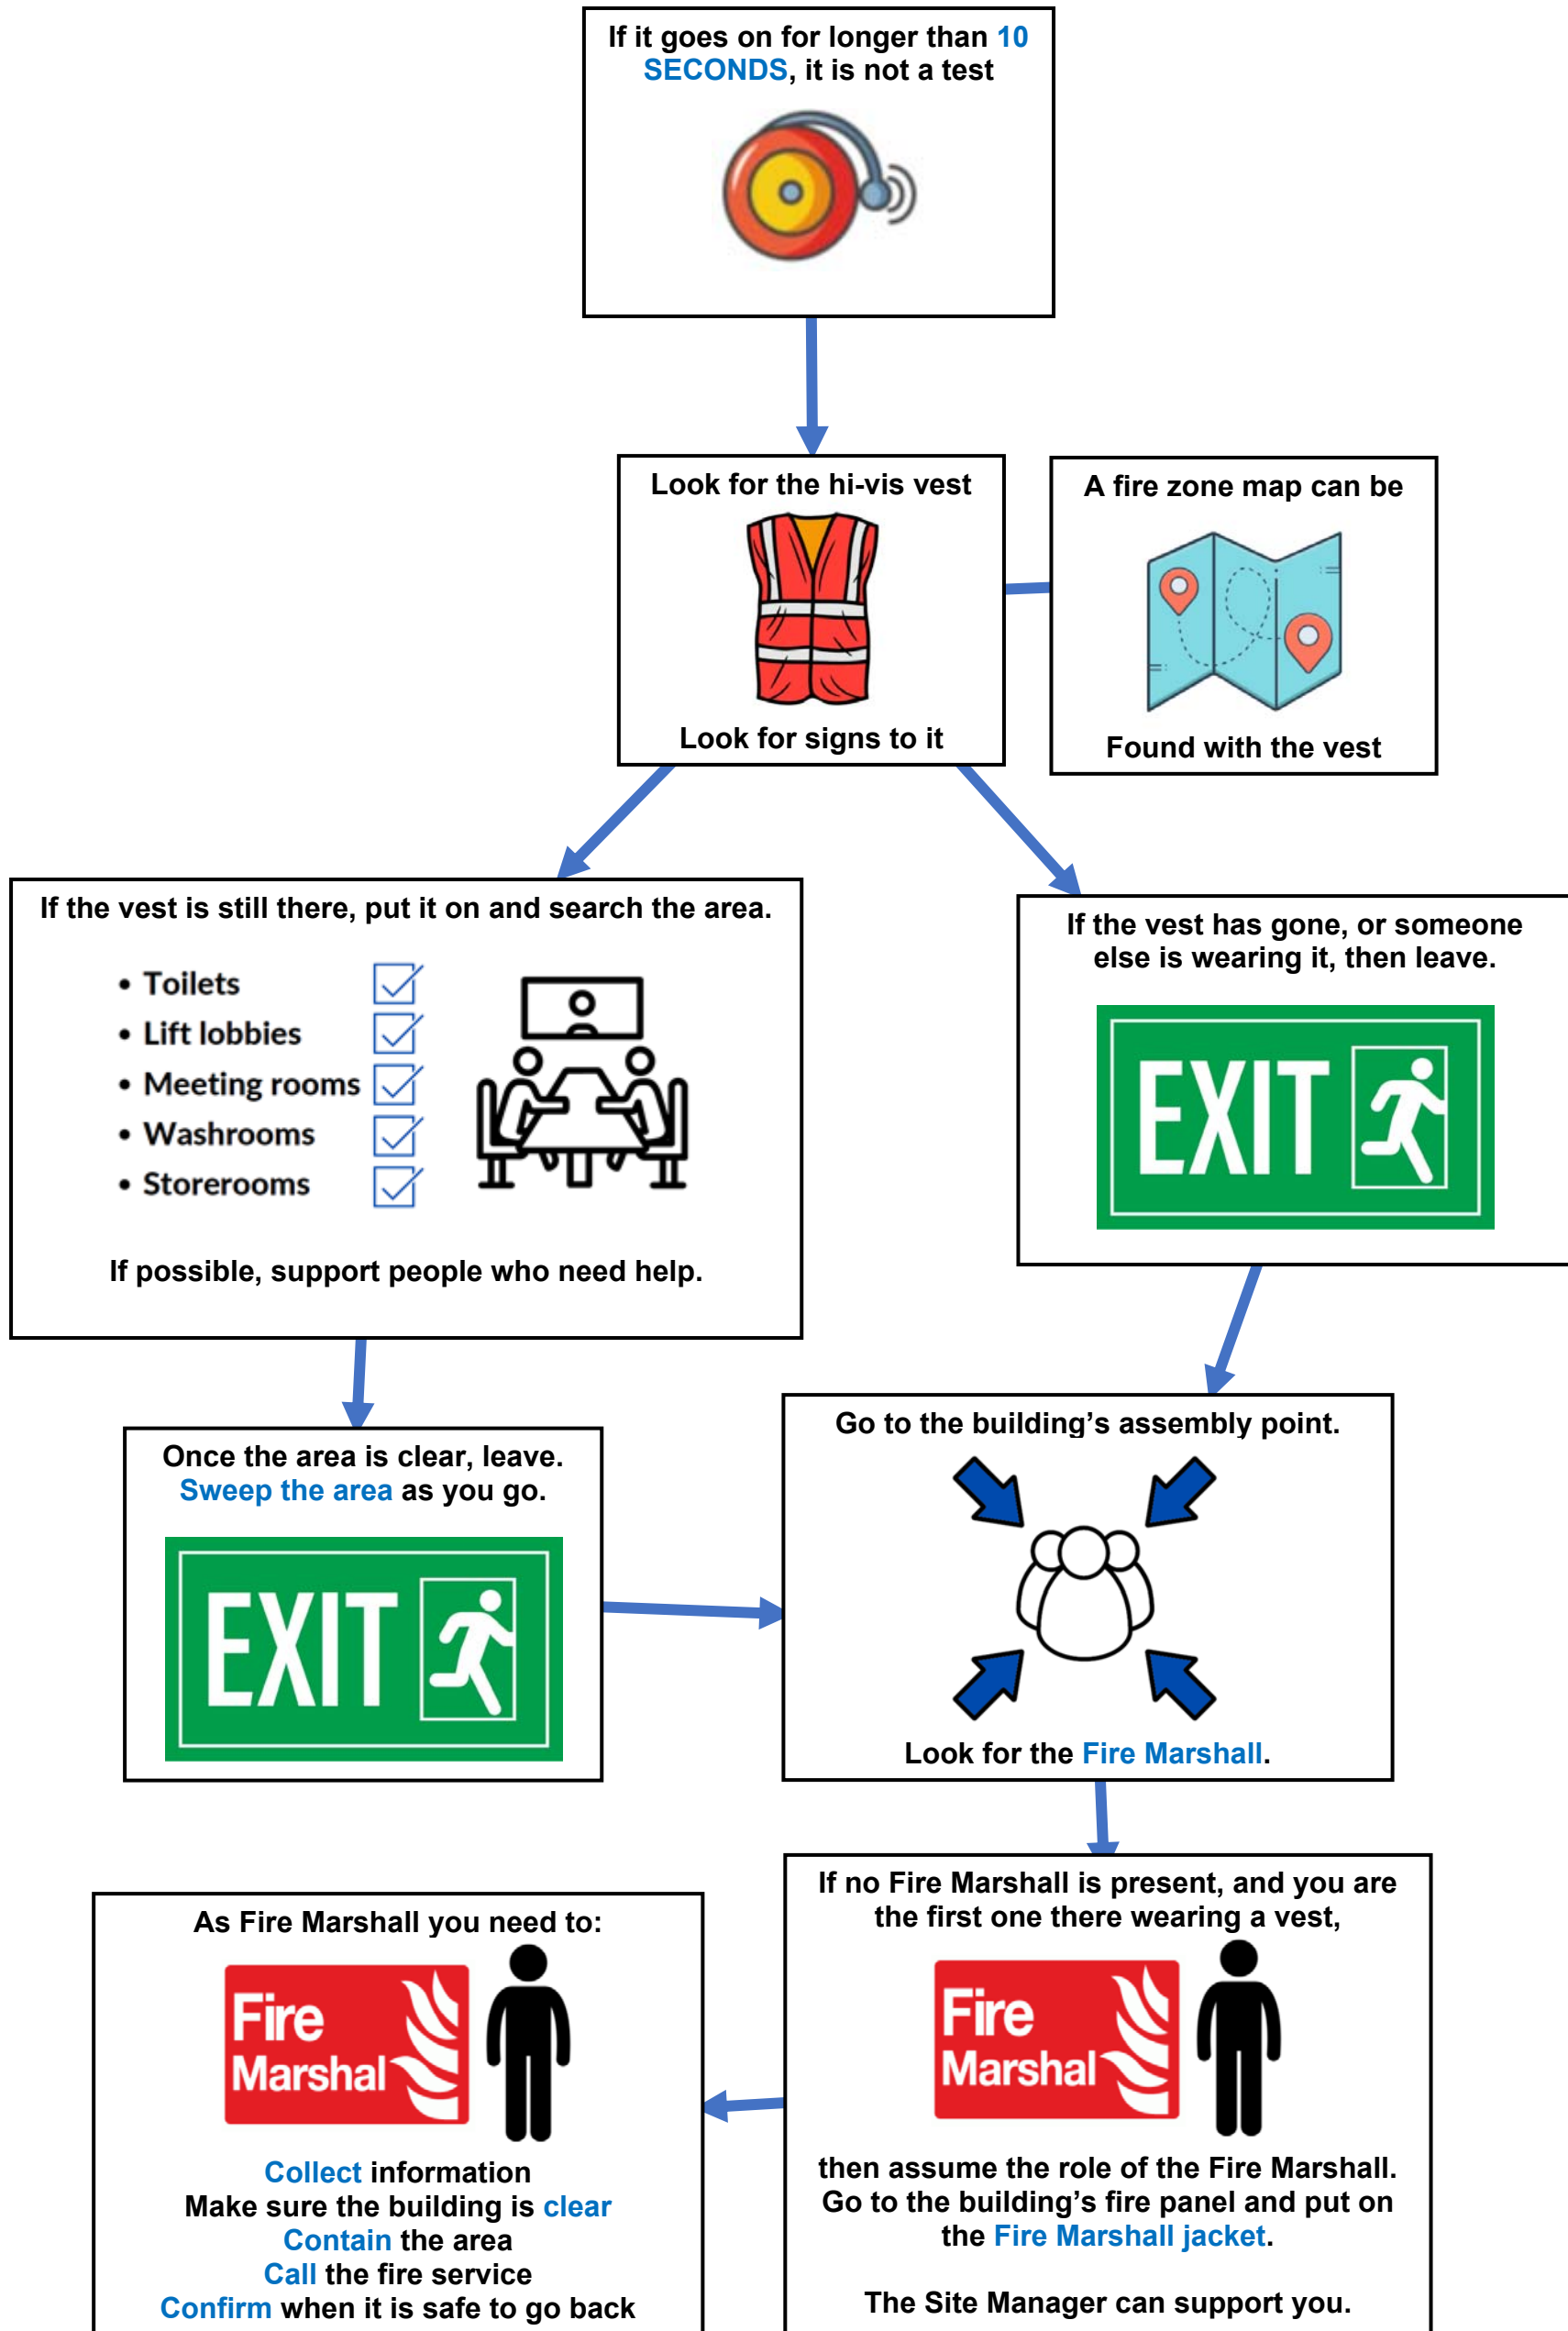 If it goes on for longer than 10
SECONDS, it is not a test
Look for the hi-vis vest
Look for signs to it
A fire zone map can be
Found with the vest
If the vest is still there, put it on and search the area.
• Toilets
• Lift lobbies
• Meeting rooms
• Washrooms
• Storerooms
If possible, support people who need help.
If the vest has gone, or someone
else is wearing it, then leave.
EXIT
Once the area is clear, leave.
Sweep the area as you go.
EXIT
Go to the building’s assembly point.
Look for the Fire Marshall.
If no Fire Marshall is present, and you are
the first one there wearing a vest,
Fire
Marshal
then assume the role of the Fire Marshall.
Go to the building’s fire panel and put on
the Fire Marshall jacket.
The Site Manager can support you.
As Fire Marshall you need to:
Fire
Marshal
Collect information
Make sure the building is clear
Contain the area
Call the fire service
Confirm when it is safe to go back